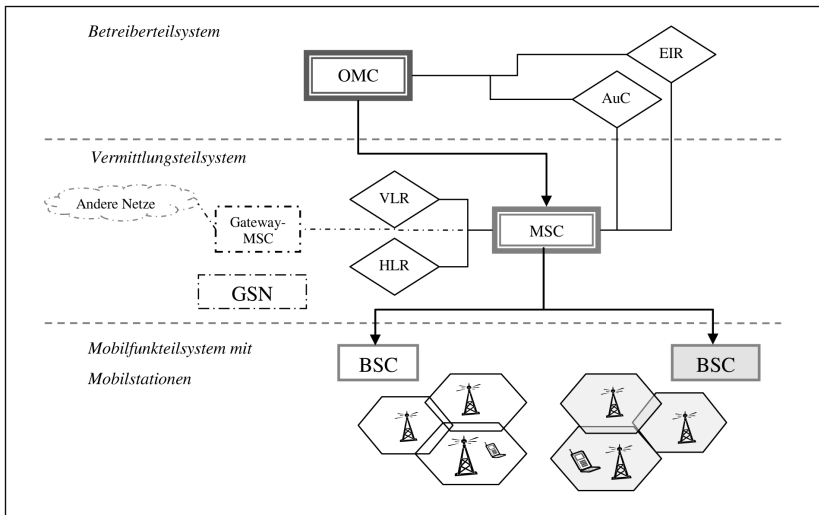 Betreiberteilsystem
EIR
OMC
AuC
Vermittlungsteilsystem
Andere Netze
VLR
Gateway-
MSC
MSC
HLR
GSN
Mobilfunkteilsystem mit
Mobilstationen
BSC
BSC